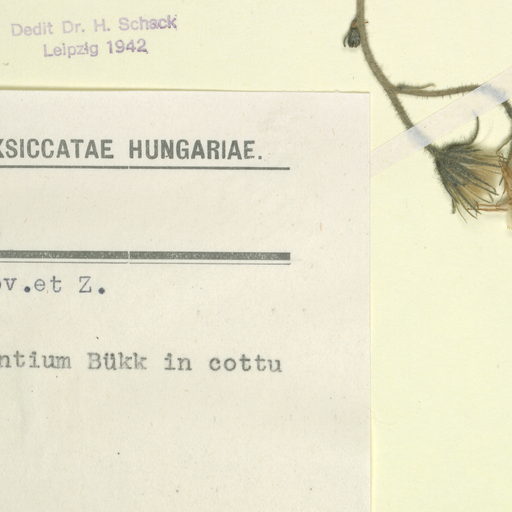 Dedit Dr. H. Schack
Leipzig 1942
XSICCATAE HUNGARIAE.
ov.et Z.
ntium Bükk in cottu